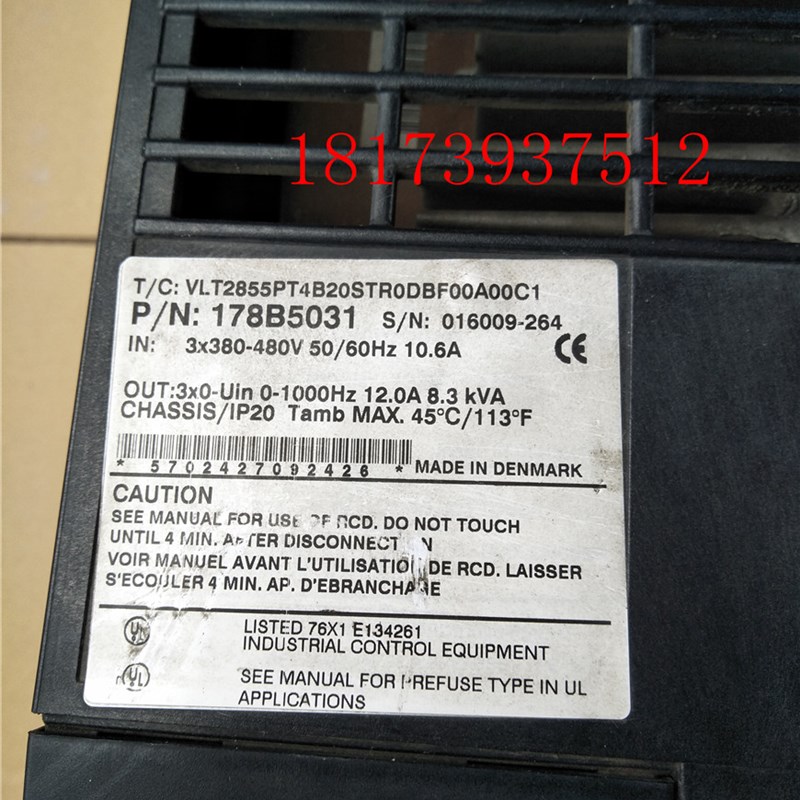 18173937512
T/C: VLT2855PT4B20STR0DBF00A00C1
P/N: 178B5031 S/N: 016009-264
IN: 3x380-480V 50/60Hz 10.6A
CE
OUT:3x0-Uin 0-1000Hz 12.0A 8.3 kVA
CHASSIS/IP20 Tamb MAX. 45°C/113°F
* 5702427092426 * MADE IN DENMARK
CAUTION
SEE MANUAL FOR USE OF RCD. DO NOT TOUCH
UNTIL 4 MIN. AFTER DISCONNECTION
VOIR MANUEL AVANT L'UTILISATION DE RCD. LAISSER
S'ECOULER 4 MIN. AP. D'EBRANCHAGE
LISTED 76X1 E134261
INDUSTRIAL CONTROL EQUIPMENT
UL
SEE MANUAL FOR PREFUSE TYPE IN UL
APPLICATIONS